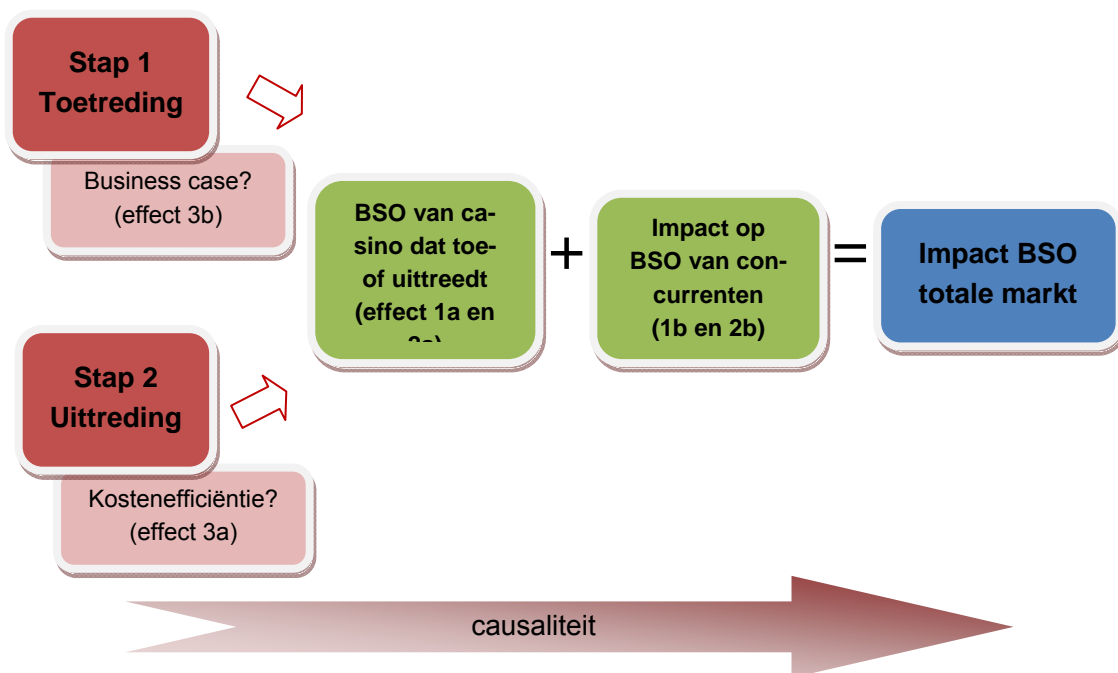 Stap 1
Toetreding
Business case?
(effect 3b)
Stap 2
Uittreding
Kostenefficiëntie?
(effect 3a)
BSO van ca-
sino dat toe-
of uittreedt
(effect 1a en
+
Impact op
BSO van con-
currenten
(1b en 2b)
=
Impact BSO
totale markt
causaliteit